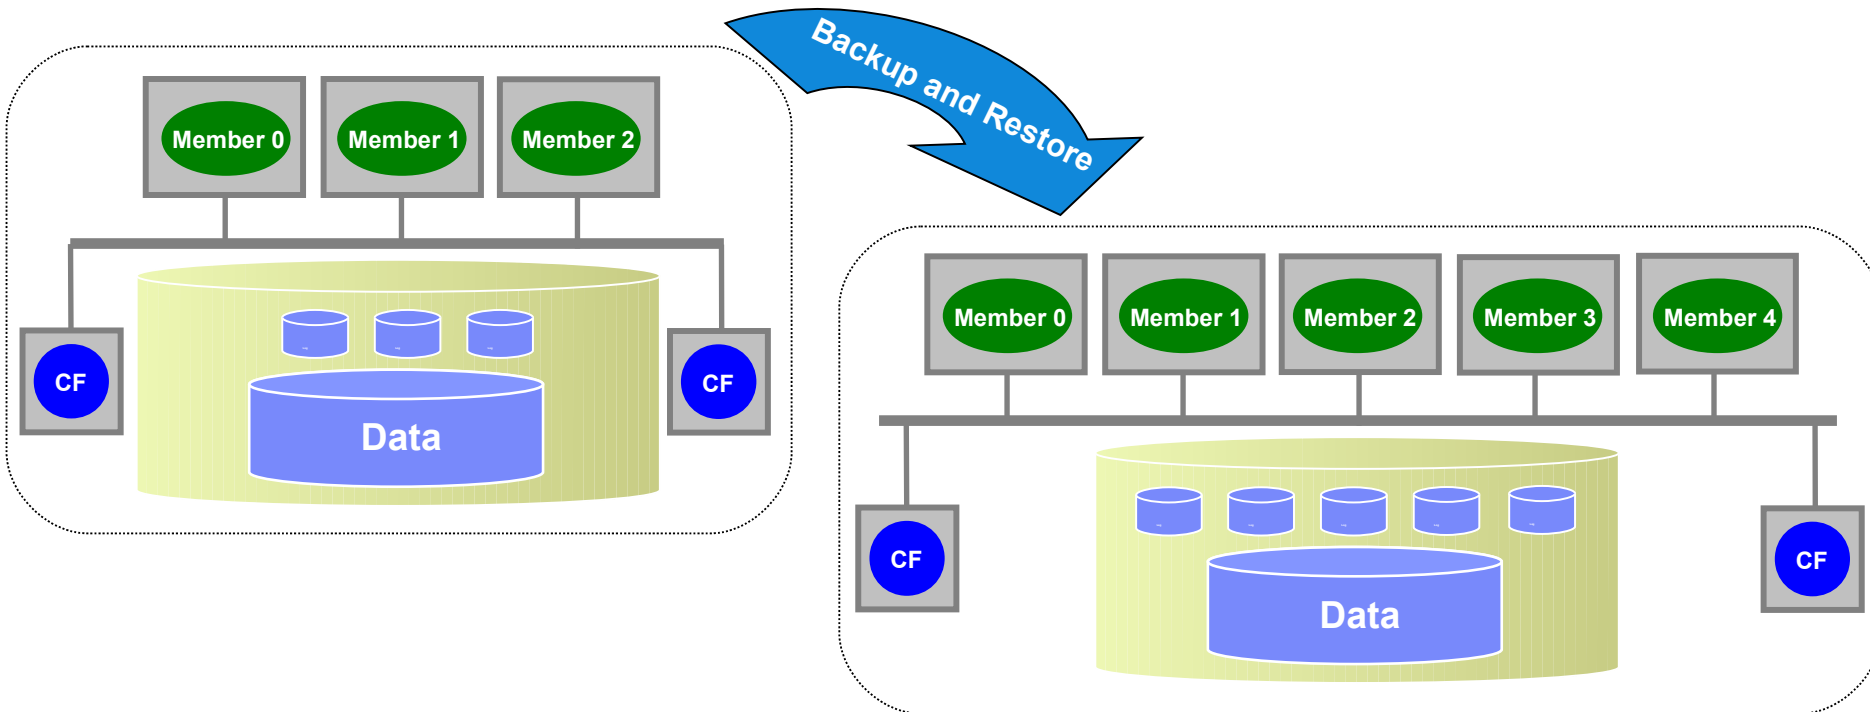 Backup and Restore
Member 0
Member 1
Member 2
CF
CF
Data
Member 0
Member 1
Member 2
Member 3
Member 4
CF
CF
Data